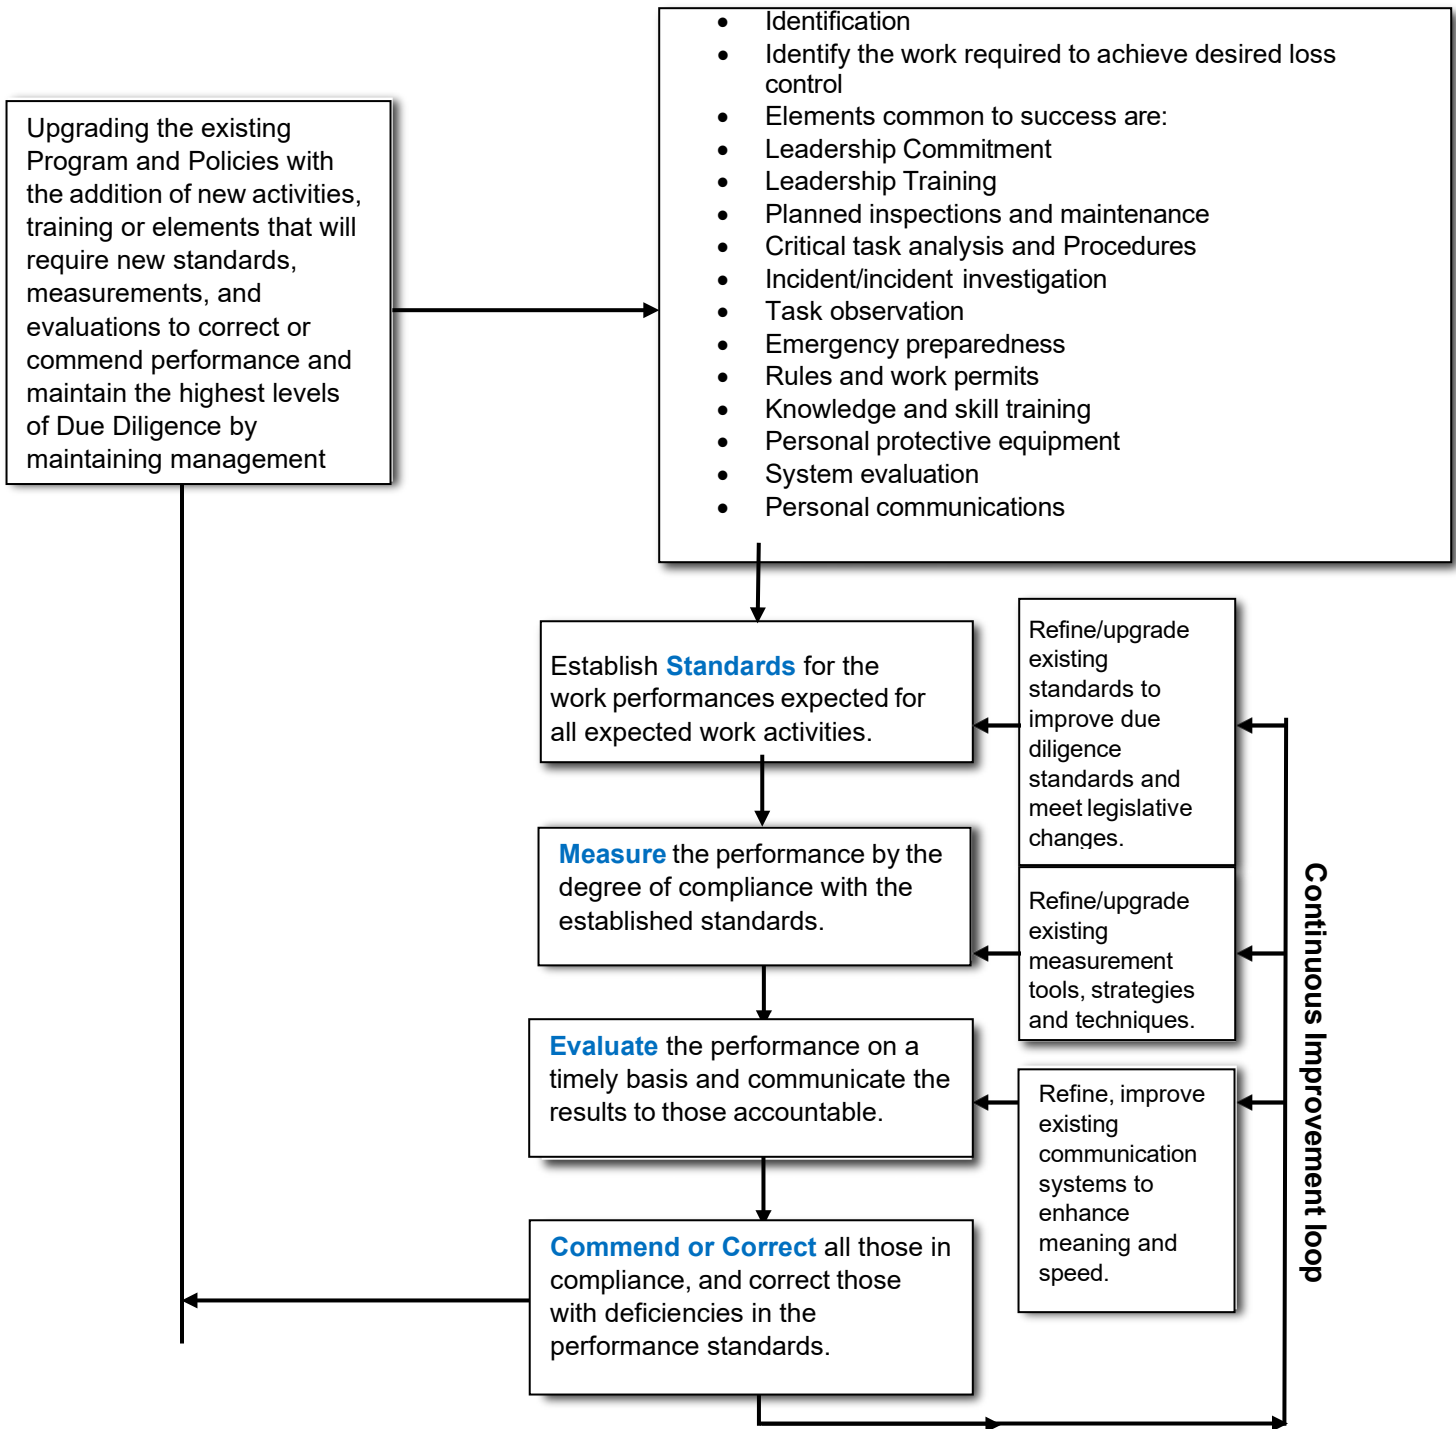 Identification
Identify the work required to achieve desired loss
control
Elements common to success are:
Leadership Commitment
Leadership Training
Planned inspections and maintenance
Critical task analysis and Procedures
Incident/incident investigation
Task observation
Emergency preparedness
Rules and work permits
Knowledge and skill training
Personal protective equipment
System evaluation
Personal communications
Upgrading the existing
Program and Policies with
the addition of new activities,
training or elements that will
require new standards,
measurements, and
evaluations to correct or
commend performance and
maintain the highest levels
of Due Diligence by
maintaining management
Establish Standards for the
work performances expected for
all expected work activities.
Refine/upgrade
existing
standards to
improve due
diligence
standards and
meet legislative
changes.
Measure the performance by the
degree of compliance with the
established standards.
Refine/upgrade
existing
measurement
tools, strategies
and techniques.
Evaluate the performance on a
timely basis and communicate the
results to those accountable.
Refine, improve
existing
communication
systems to
enhance
meaning and
speed.
Commend or Correct all those in
compliance, and correct those
with deficiencies in the
performance standards.
Continuous Improvement loop